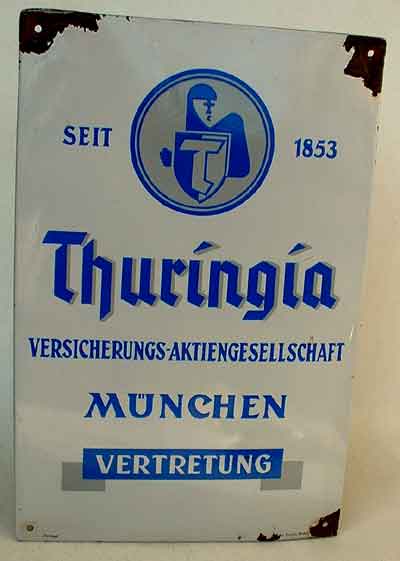 SEIT 1853
Thuringia
VERSICHERUNGS-AKTIENGESELLSCHAFT
MÜNCHEN
VERTRETUNG